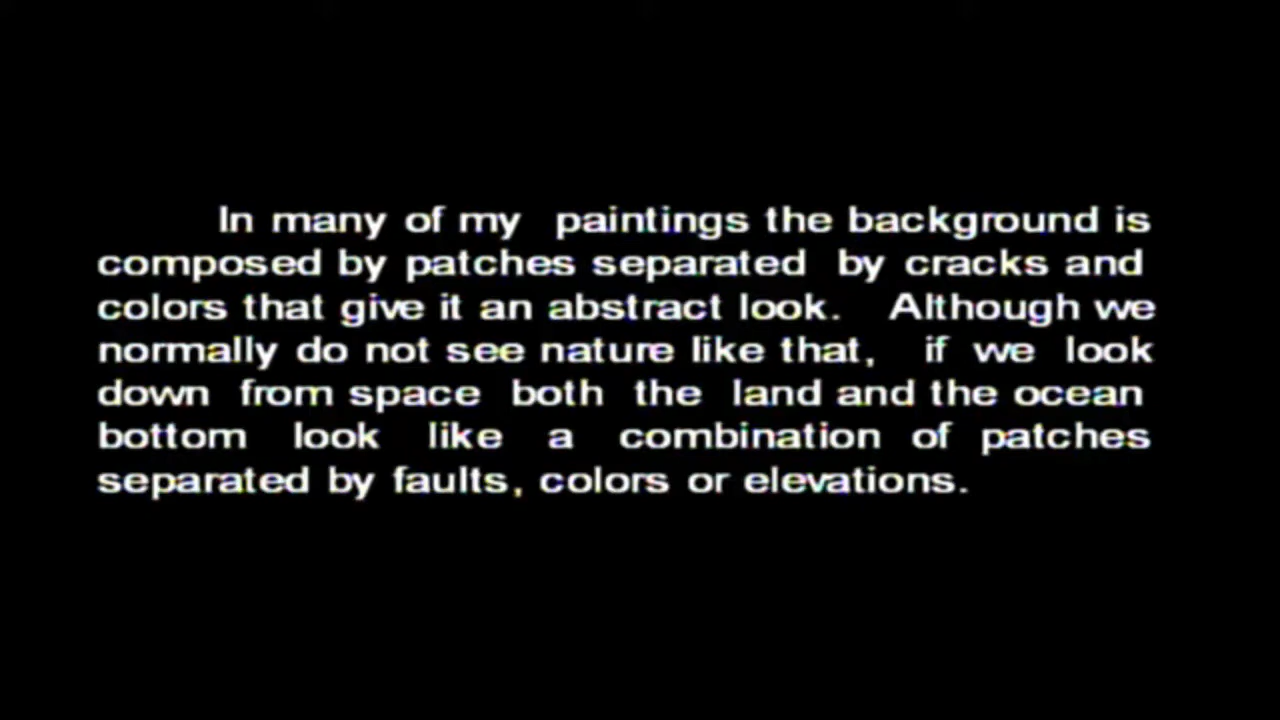 In many of my paintings the background is
composed by patches separated by cracks and
colors that give it an abstract look. Although we
normally do not see nature like that, if we look
down from space both the land and the ocean
bottom look like a combination of patches
separated by faults, colors or elevations.